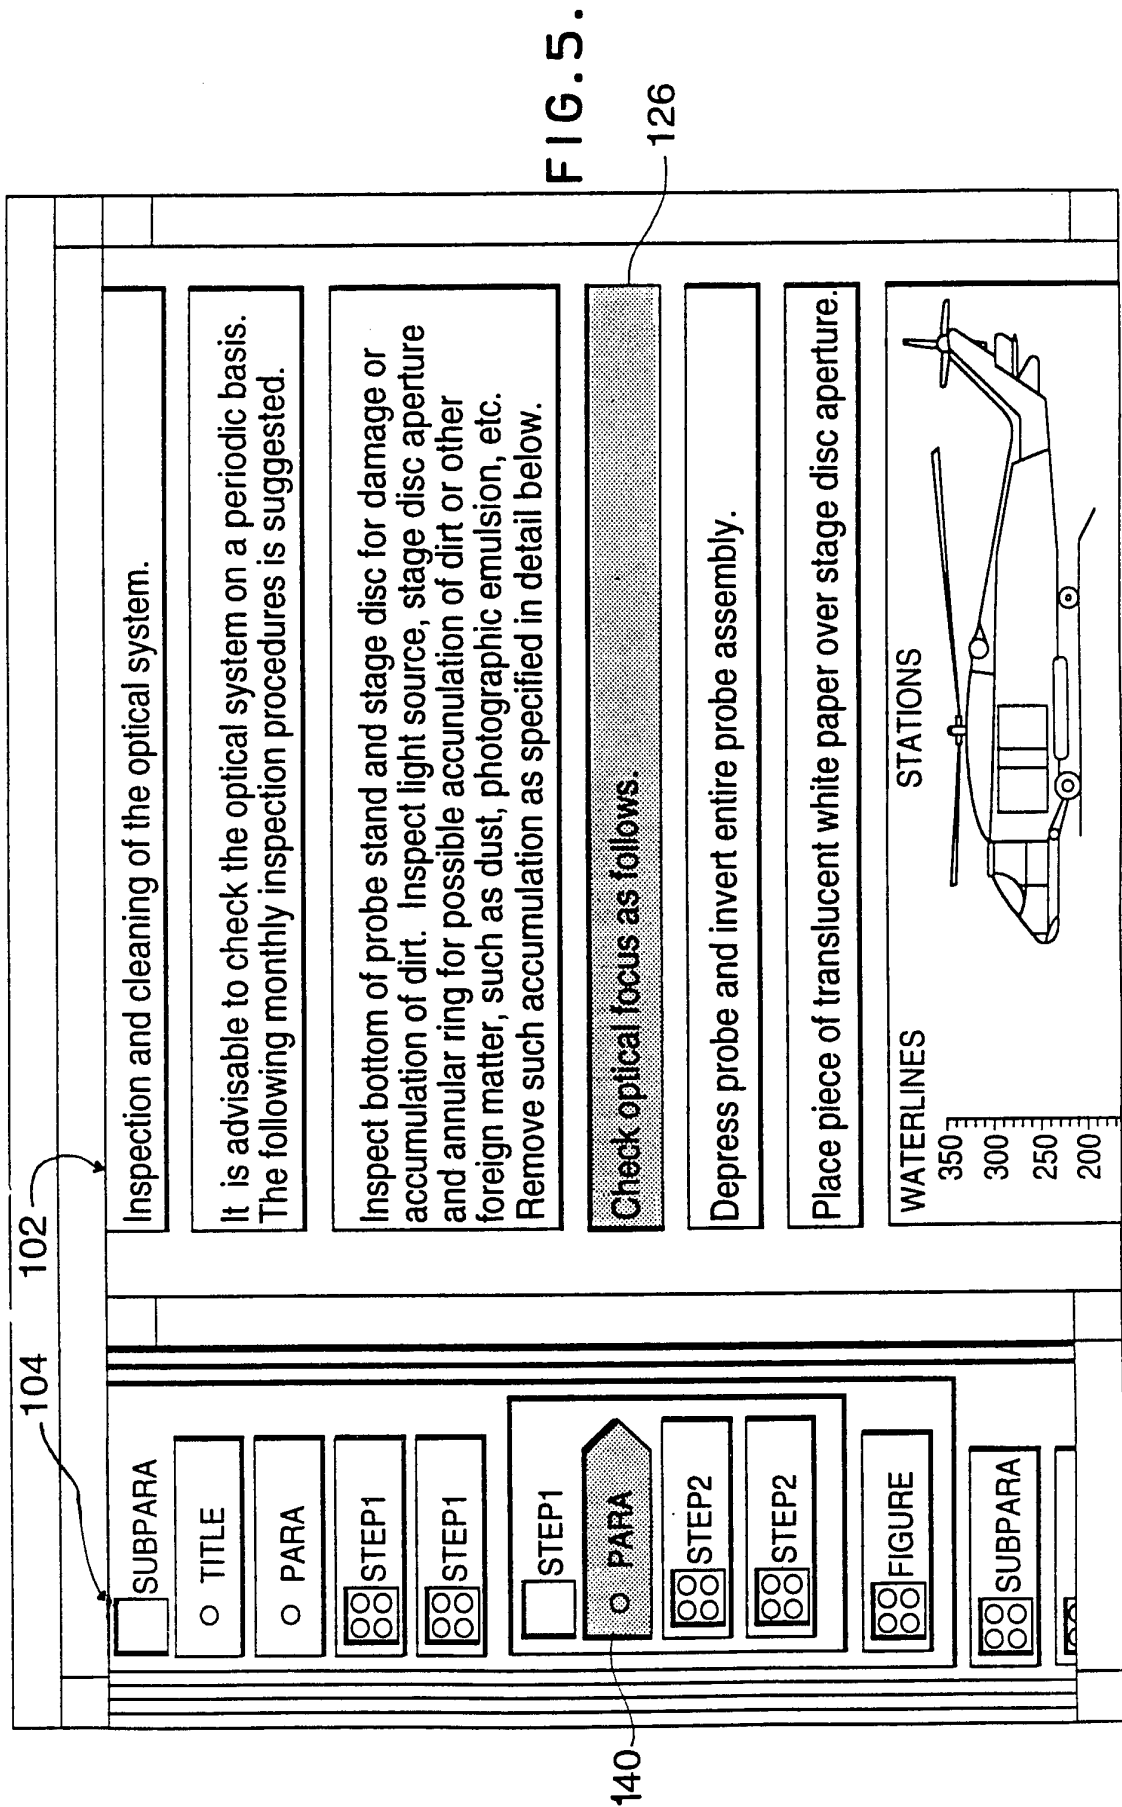 104
102
SUBPARA
TITLE
PARA
STEP1
STEP1
STEP1
PARA
STEP2
STEP2
FIGURE
SUBPARA
140
Inspection and cleaning of the optical system.
It is advisable to check the optical system on a periodic basis.
The following monthly inspection procedures is suggested.
Inspect bottom of probe stand and stage disc for damage or
accumulation of dirt. Inspect light source, stage disc aperture
and annular ring for possible accunulation of dirt or other
foreign matter, such as dust, photographic emulsion, etc.
Remove such accumulation as specified in detail below.
Check optical focus as follows.
Depress probe and invert entire probe assembly.
Place piece of translucent white paper over stage disc aperture.
WATERLINES
STATIONS
350
300
250
200
126
FIG.5.